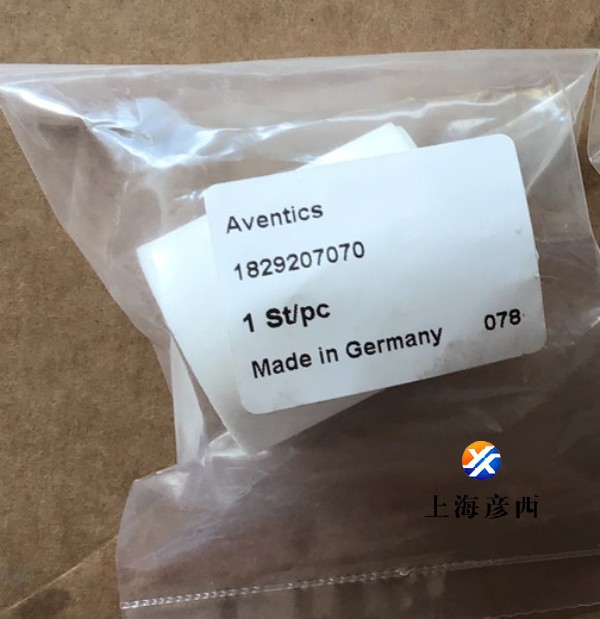 Aventics
1829207070
1 St/pc
Made in Germany 078
上海彦西